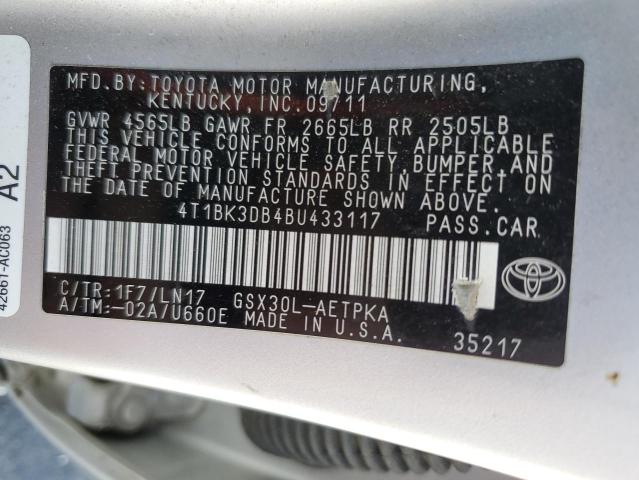 MFD. BY: TOYOTA MOTOR MANUFACTURING,
KENTUCKY, INC. 09/11
GVWR 4565LB GAWR FR 2665LB RR 2505LB
THIS VEHICLE CONFORMS TO ALL APPLICABLE
FEDERAL MOTOR VEHICLE SAFETY, BUMPER, AND
THEFT PREVENTION STANDARDS IN EFFECT ON
THE DATE OF MANUFACTURE SHOWN ABOVE.
4T1BK3DB4BU433117 PASS. CAR
C/TR: 1F7/LN17 GSX30L-AETPKA
A/TM: -02A/U660E MADE IN U.S.A. 35217
TOYOTA
42661-AC063
A2